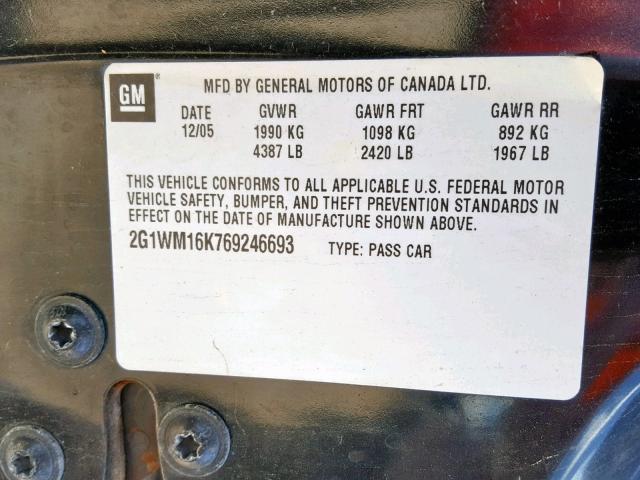 GM ®
MFD BY GENERAL MOTORS OF CANADA LTD.
DATE GVWR GAWR FRT GAWR RR
12/05 1990 KG 1098 KG 892 KG
4387 LB 2420 LB 1967 LB
THIS VEHICLE CONFORMS TO ALL APPLICABLE U.S. FEDERAL MOTOR
VEHICLE SAFETY, BUMPER, AND THEFT PREVENTION STANDARDS IN
EFFECT ON THE DATE OF MANUFACTURE SHOWN ABOVE.
2G1WM16K769246693 TYPE: PASS CAR